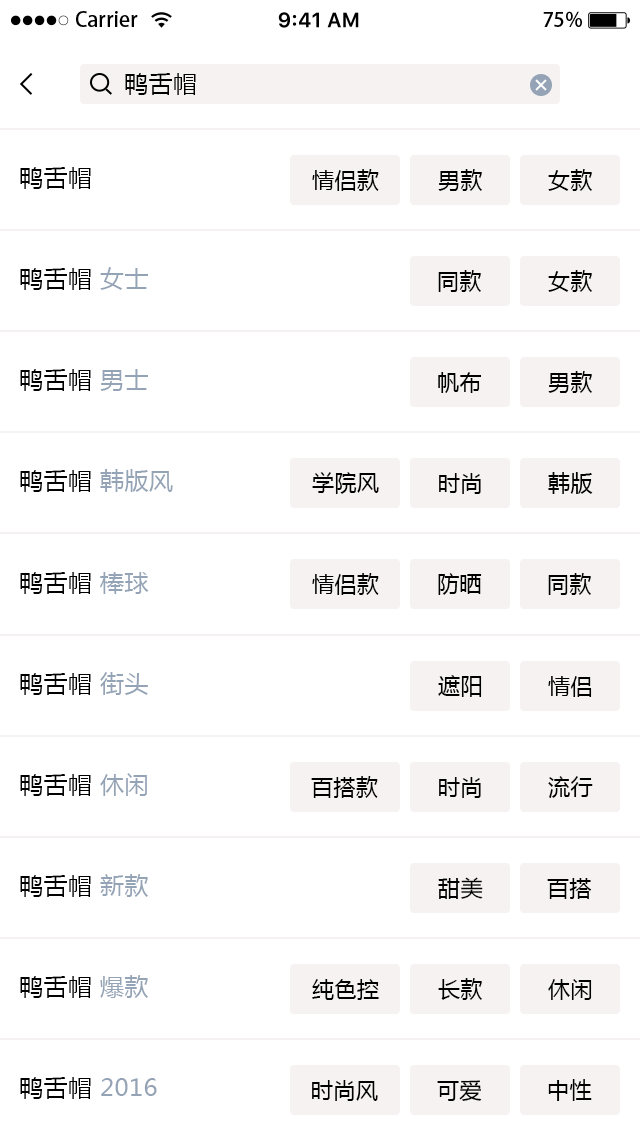 Carrier 9:41 AM 75%
鸭舌帽
鸭舌帽 情侣款 男款 女款
鸭舌帽 女士 同款 女款
鸭舌帽 男士 帆布 男款
鸭舌帽 韩版风 学院风 时尚 韩版
鸭舌帽 棒球 情侣款 防晒 同款
鸭舌帽 街头 遮阳 情侣
鸭舌帽 休闲 百搭款 时尚 流行
鸭舌帽 新款 甜美 百搭
鸭舌帽 爆款 纯色控 长款 休闲
鸭舌帽 2016 时尚风 可爱 中性